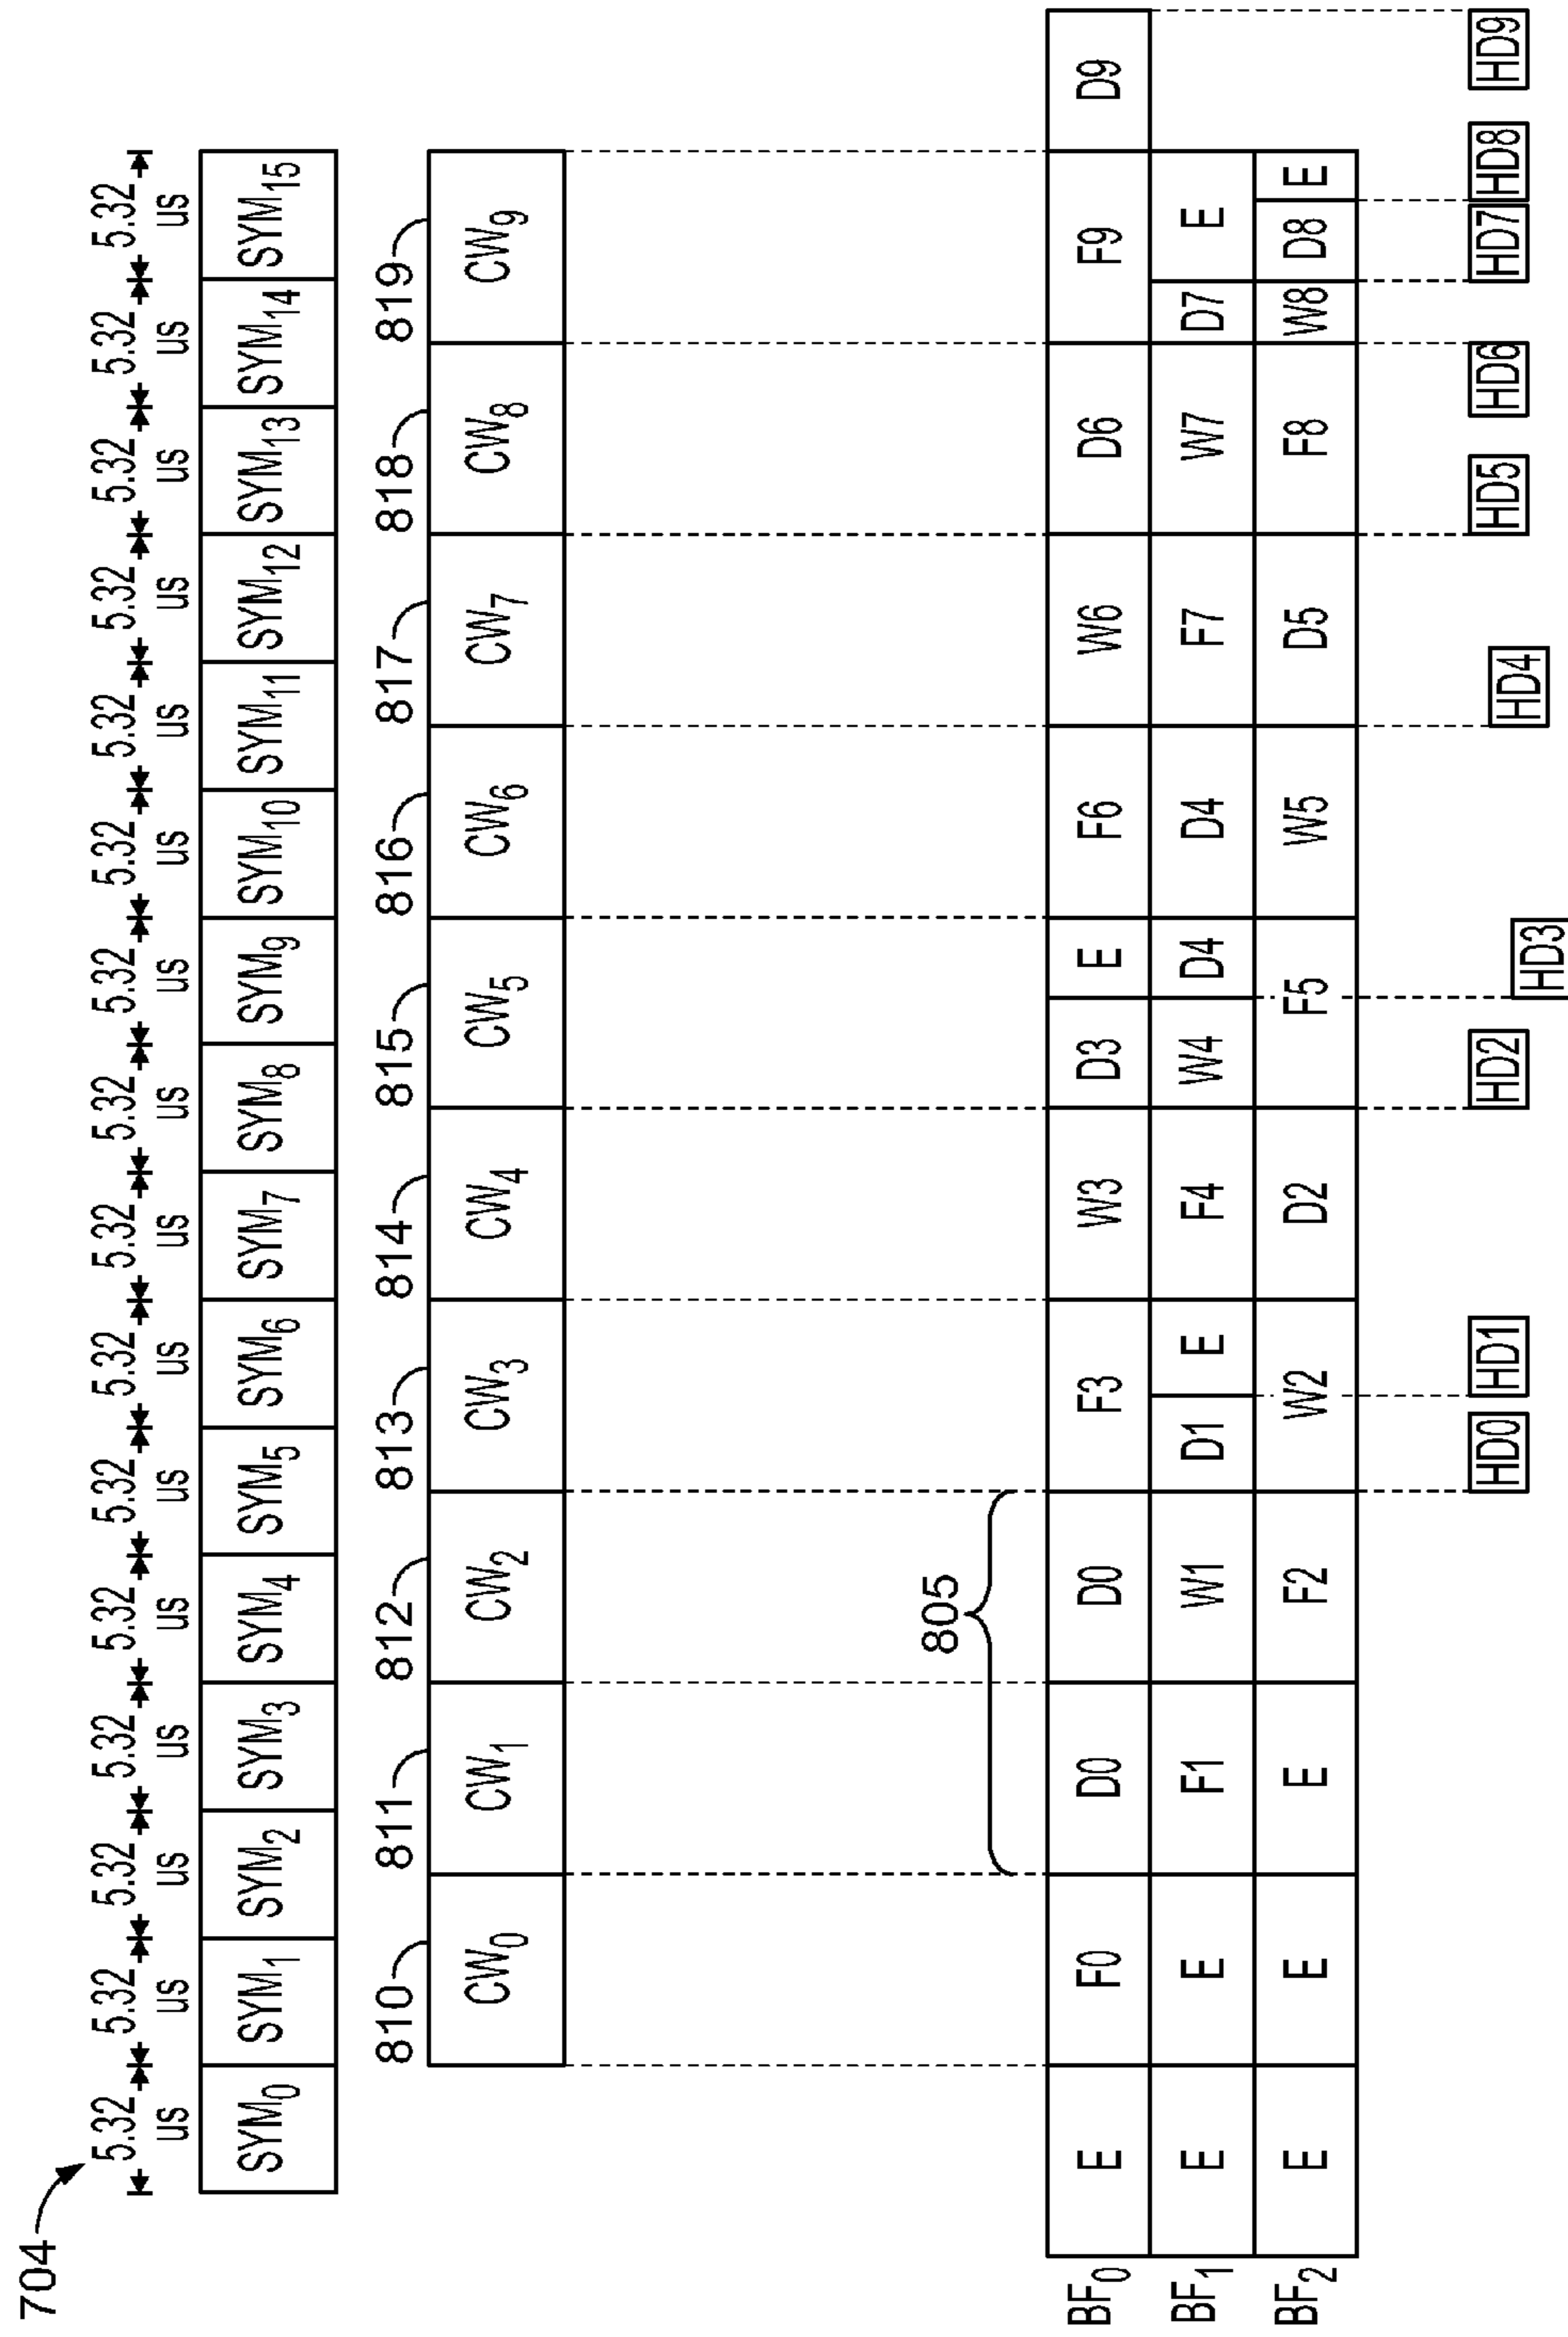 704
5.32 5.32 5.32 5.32 5.32 5.32 5.32 5.32 5.32 5.32 5.32 5.32 5.32 5.32 5.32 5.32
us us us us us us us us us us us us us us us us
SYM0 SYM1 SYM2 SYM3 SYM4 SYM5 SYM6 SYM7 SYM8 SYM9 SYM10 SYM11 SYM12 SYM13 SYM14 SYM15
810 811 812 813 814 815 816 817 818 819
CW0 CW1 CW2 CW3 CW4 CW5 CW6 CW7 CW8 CW9
805
BF0 E F0 D0 D0 F3 W3 D3 E F6 W6 D6 F9 D9
BF1 E E F1 W1 D1 E F4 W4 D4 D4 F7 W7 D7 E
BF2 E E E F2 W2 D2 F5 W5 D5 F8 W8 D8 E
HD0 HD1 HD2 HD3 HD4 HD5 HD6 HD7 HD8 HD9